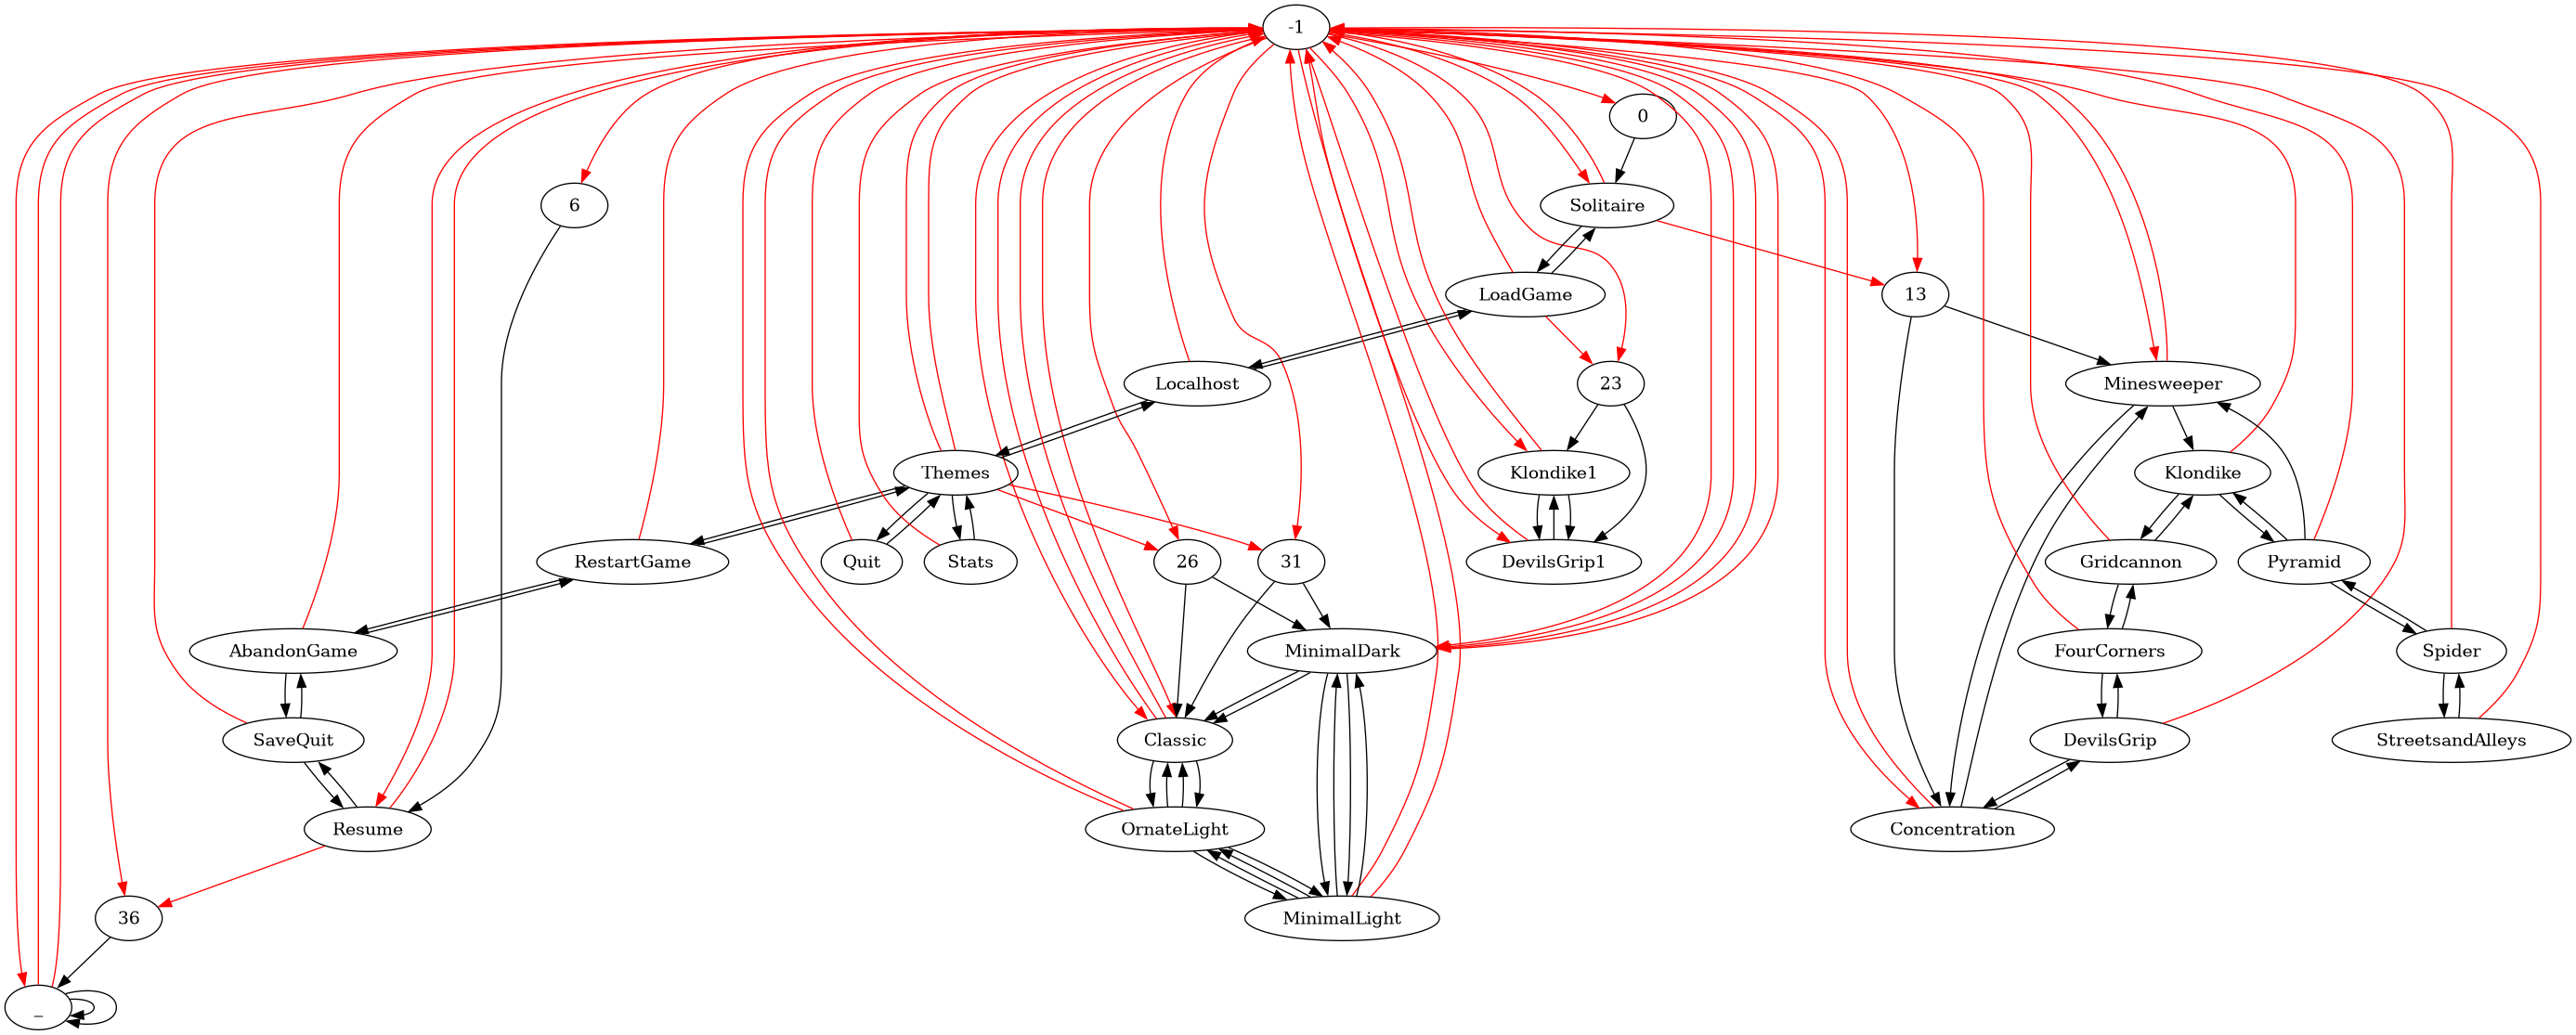 -1
0
6
Solitaire
LoadGame
13
Localhost
23
Minesweeper
Themes
Klondike1
Klondike
RestartGame
Quit
Stats
26
31
DevilsGrip1
Gridcannon
Pyramid
AbandonGame
MinimalDark
FourCorners
Spider
SaveQuit
Classic
DevilsGrip
StreetsandAlleys
Resume
OrnateLight
Concentration
36
MinimalLight
_